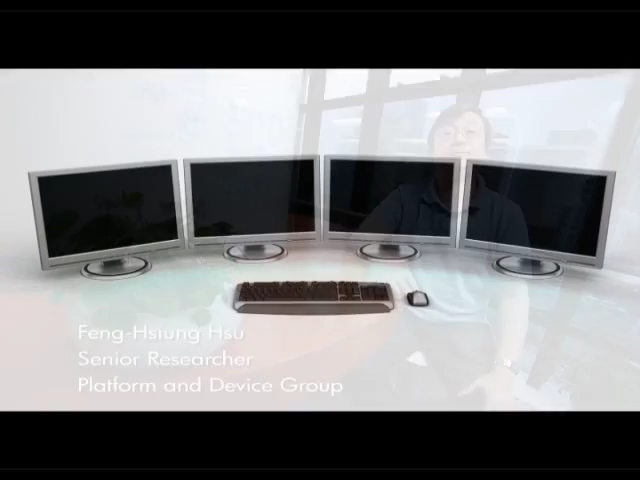 Feng-Hsiung Hsu
Senior Researcher
Platform and Device Group